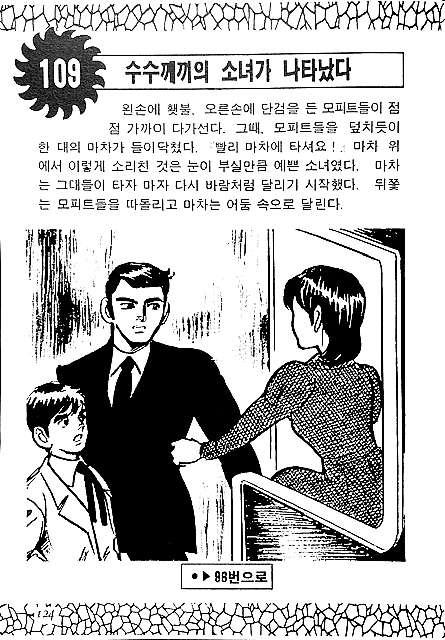 109
수수께끼의 소녀가 나타났다
왼손에 횃불, 오른손에 단검을 든 모피트들이 점
점 가까이 다가선다. 그때, 모피트들을 덮치듯이
한 대의 마차가 들이닥쳤다. 『빨리 마차에 타셔요!』 마차 위
에서 이렇게 소리친 것은 눈이 부실만큼 예쁜 소녀였다. 마차
는 그대들이 타자 마자 다시 바람처럼 달리기 시작했다. 뒤쫓
는 모피트들을 따돌리고 마차는 어둠 속으로 달린다.
●▶98번으로
124